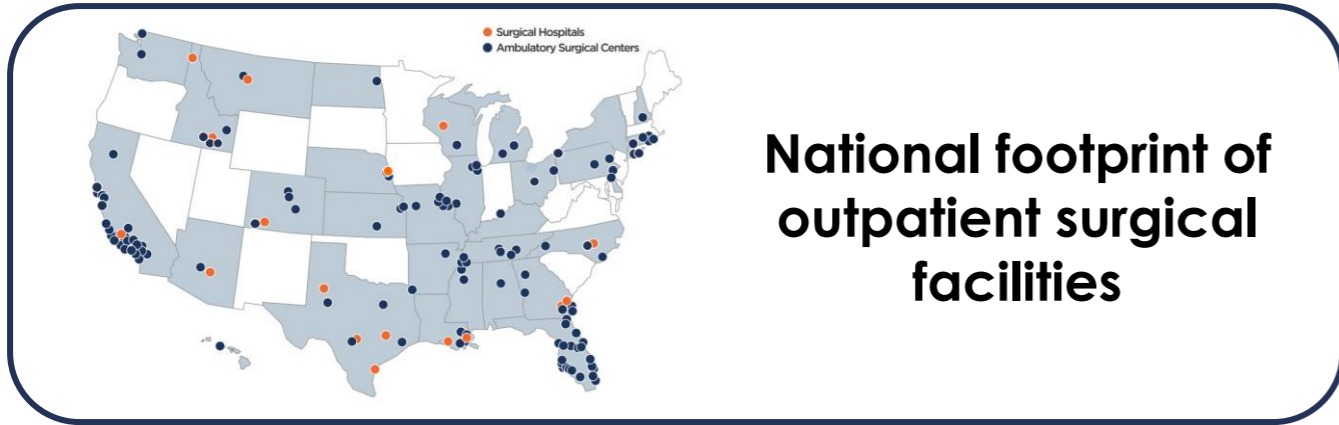 Surgical Hospitals
Ambulatory Surgical Centers
National footprint of
outpatient surgical
facilities